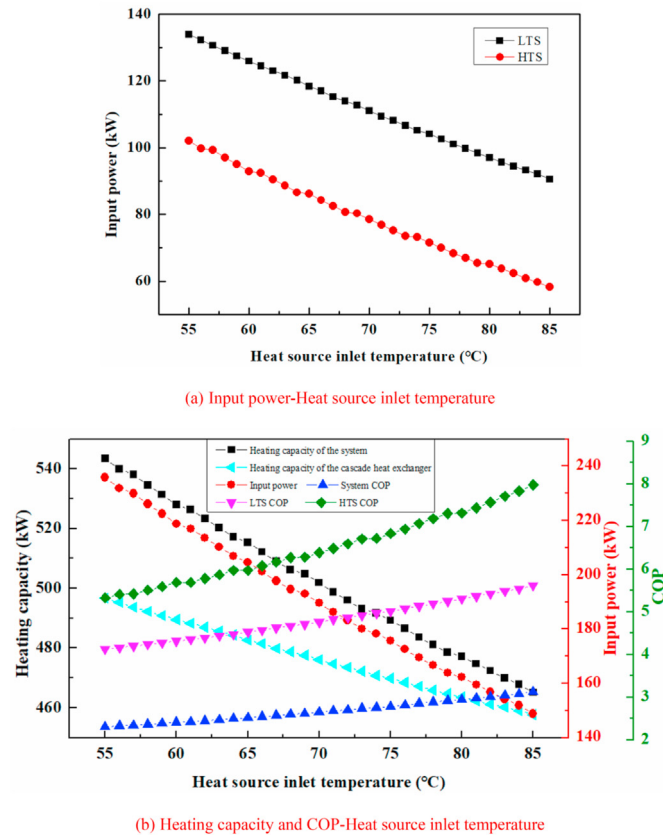 140
120
100
80
60
Input power (kW)
LTS
HTS
55 60 65 70 75 80 85
Heat source inlet temperature (°C)
(a) Input power-Heat source inlet temperature
540
520
500
480
460
Heating capacity (kW)
Heating capacity of the system
Heating capacity of the cascade heat exchanger
Input power System COP
LTS COP HTS COP
240
220
200
180
160
140
Input power (kW)
9
8
7
6
5
4
3
2
COP
55 60 65 70 75 80 85
Heat source inlet temperature (°C)
(b) Heating capacity and COP-Heat source inlet temperature